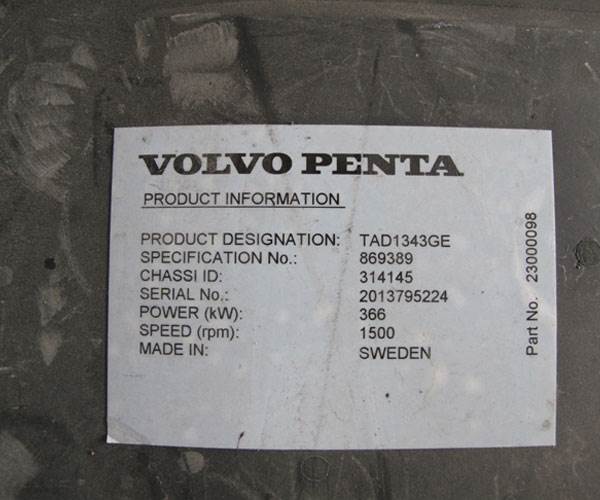 VOLVO PENTA
PRODUCT INFORMATION
PRODUCT DESIGNATION: TAD1343GE
SPECIFICATION No.: 869389
CHASSI ID: 314145
SERIAL No.: 2013795224
POWER (kW): 366
SPEED (rpm): 1500
MADE IN: SWEDEN
Part No. 23000098